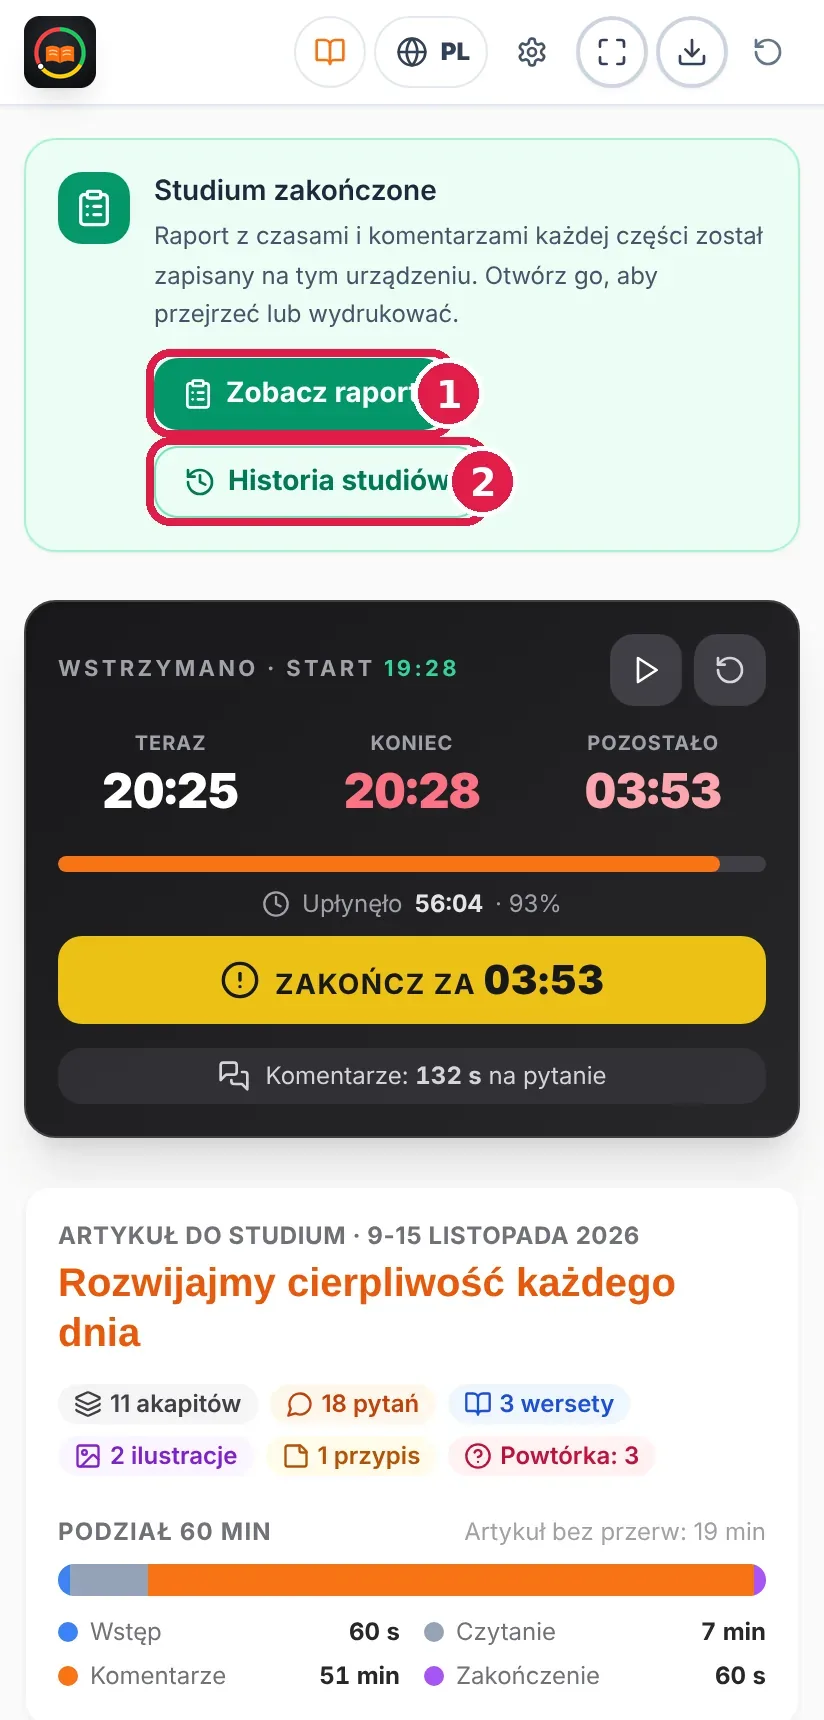 PL
Studium zakończone
Raport z czasami i komentarzami każdej części został
zapisany na tym urządzeniu. Otwórz go, aby
przejrzeć lub wydrukować.
Zobacz raport
1
Historia studiów
2
WSTRZYMANO · START 19:28
TERAZ KONIEC POZOSTAŁO
20:25 20:28 03:53
Upłynęło 56:04 · 93%
ZAKOŃCZ ZA 03:53
Komentarze: 132 s na pytanie
ARTYKUŁ DO STUDIUM · 9-15 LISTOPADA 2026
Rozwijajmy cierpliwość każdego
dnia
11 akapitów 18 pytań 3 wersety
2 ilustracje 1 przypis Powtórka: 3
PODZIAŁ 60 MIN Artykuł bez przerw: 19 min
Wstęp 60 s Czytanie 7 min
Komentarze 51 min Zakończenie 60 s